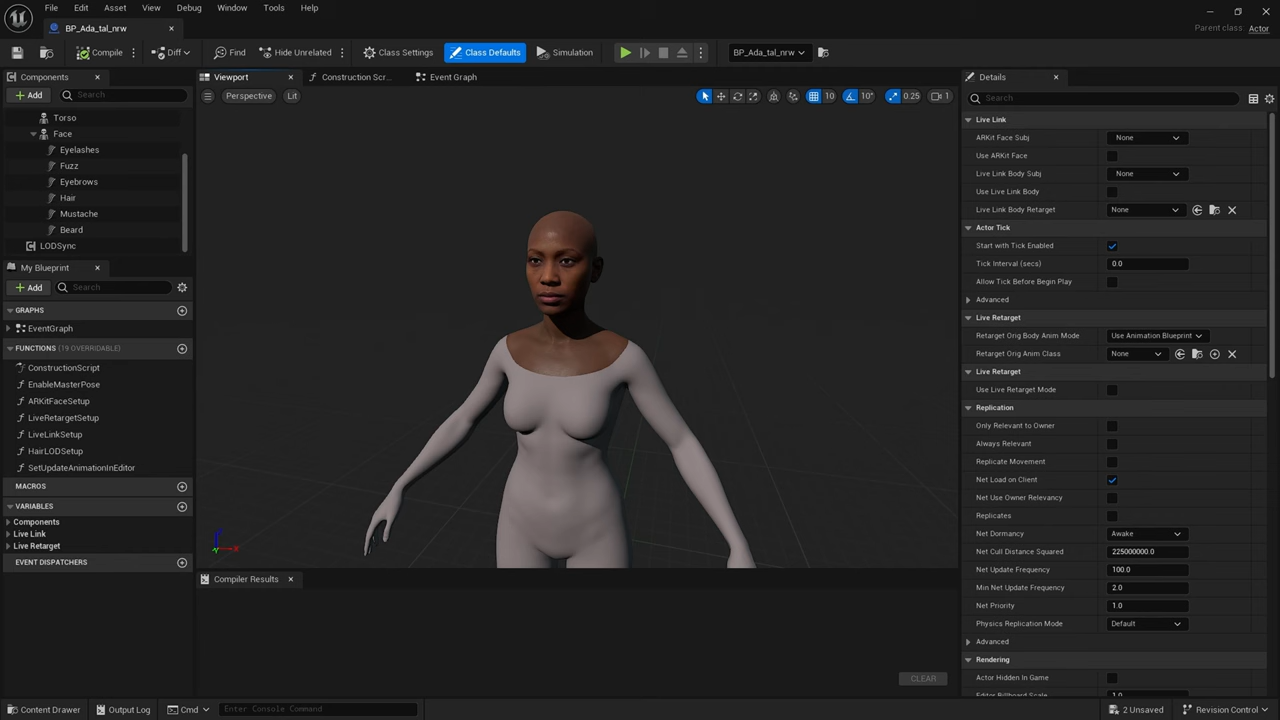 File Edit Asset View Debug Window Tools Help
BP_Ada_tal_nrw
Parent class: Actor
Compile Diff Find Hide Unrelated Class Settings Class Defaults Simulation BP_Ada_tal_nrw
Components
Add Search
Torso
Face
Eyelashes
Fuzz
Eyebrows
Hair
Mustache
Beard
LODSync
My Blueprint
Add Search
GRAPHS
EventGraph
FUNCTIONS (19 OVERRIDABLE)
ConstructionScript
EnableMasterPose
ARKitFaceSetup
LiveRetargetSetup
LiveLinkSetup
HairLODSetup
SetUpdateAnimationInEditor
MACROS
VARIABLES
Components
Live Link
Live Retarget
EVENT DISPATCHERS
Viewport Construction Scr... Event Graph
Perspective Lit 10 10° 0.25 1
Compiler Results
CLEAR
Details
Search
Live Link
ARKit Face Subj None
Use ARKit Face
Live Link Body Subj None
Use Live Link Body
Live Link Body Retarget None
Actor Tick
Start with Tick Enabled
Tick Interval (secs) 0.0
Allow Tick Before Begin Play
Advanced
Live Retarget
Retarget Orig Body Anim Mode Use Animation Blueprint
Retarget Orig Anim Class None
Live Retarget
Use Live Retarget Mode
Replication
Only Relevant to Owner
Always Relevant
Replicate Movement
Net Load on Client
Net Use Owner Relevancy
Replicates
Net Dormancy Awake
Net Cull Distance Squared 225000000.0
Net Update Frequency 100.0
Min Net Update Frequency 2.0
Net Priority 1.0
Physics Replication Mode Default
Advanced
Rendering
Actor Hidden In Game
Editor Billboard Scale 1.0
Content Drawer Output Log Cmd Enter Console Command 2 Unsaved Revision Control